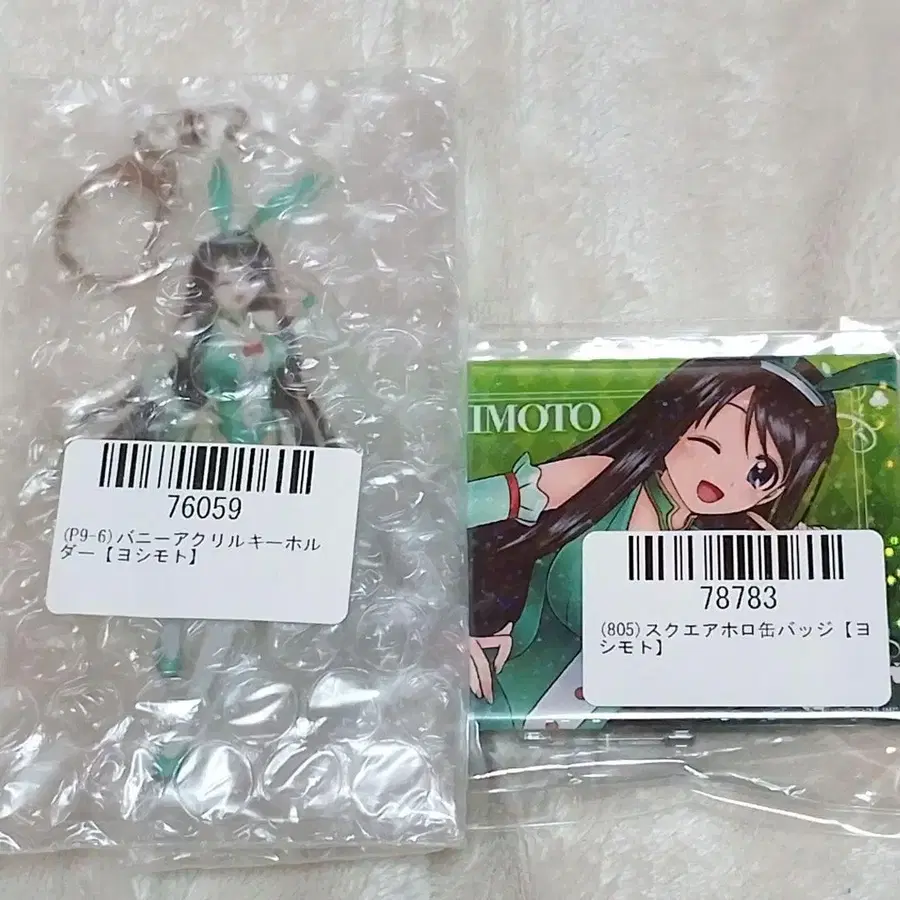 76059
(P9-6)バニーアクリルキーホル
ダー【ヨシモト】
IMOTO
78783
(805)スクエアホロ缶バッジ【ヨ
シモト】